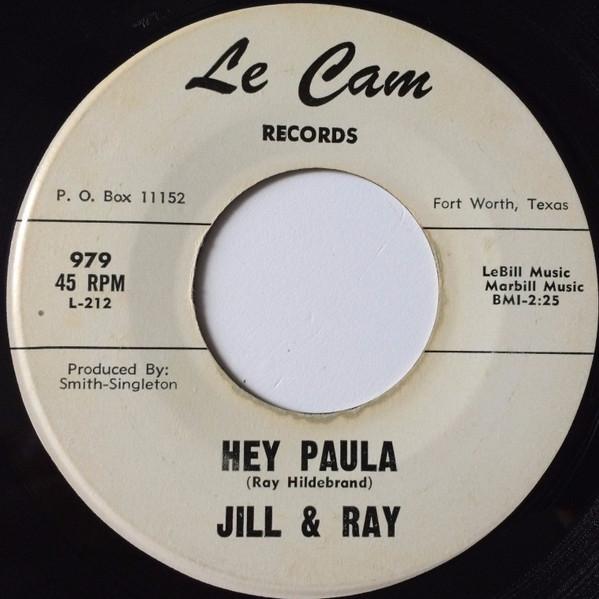 Le Cam
RECORDS
P. O. Box 11152
Fort Worth, Texas
979
45 RPM
L-212
LeBill Music
Marbill Music
BMI-2:25
Produced By:
Smith-Singleton
HEY PAULA
(Ray Hildebrand)
JILL & RAY